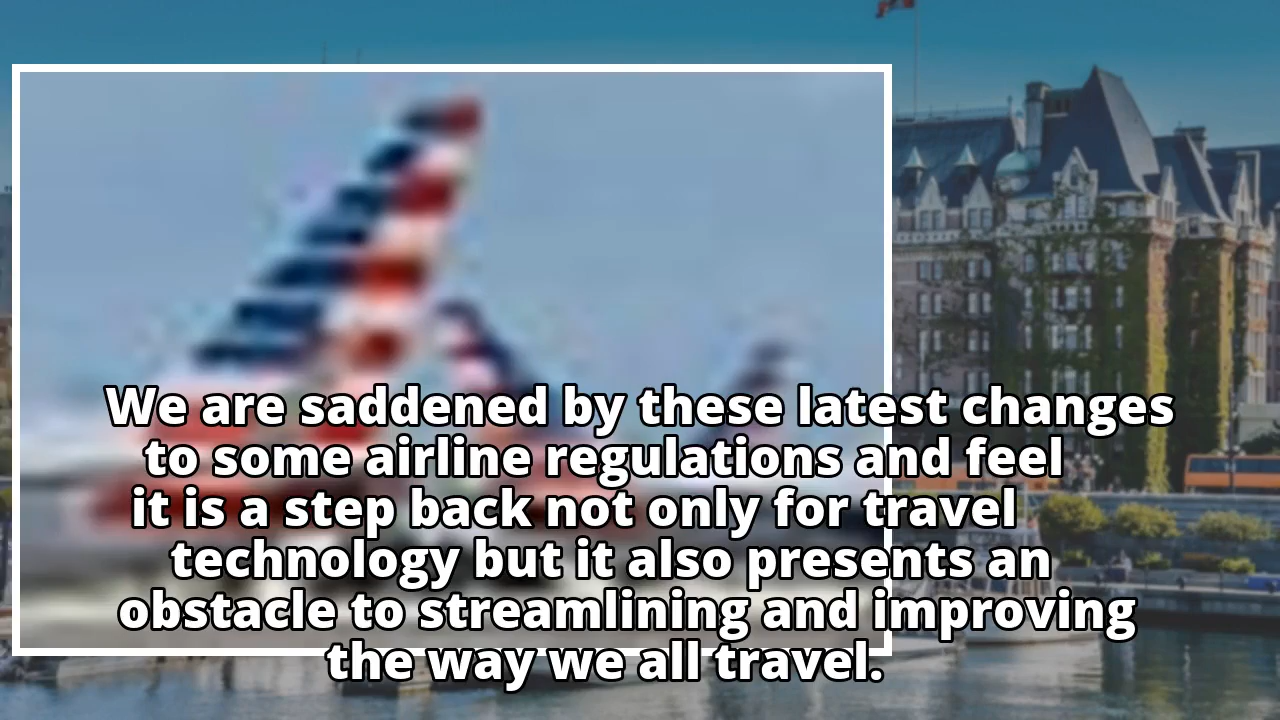 We are saddened by these latest changes
to some airline regulations and feel
it is a step back not only for travel
technology but it also presents an
obstacle to streamlining and improving
the way we all travel.